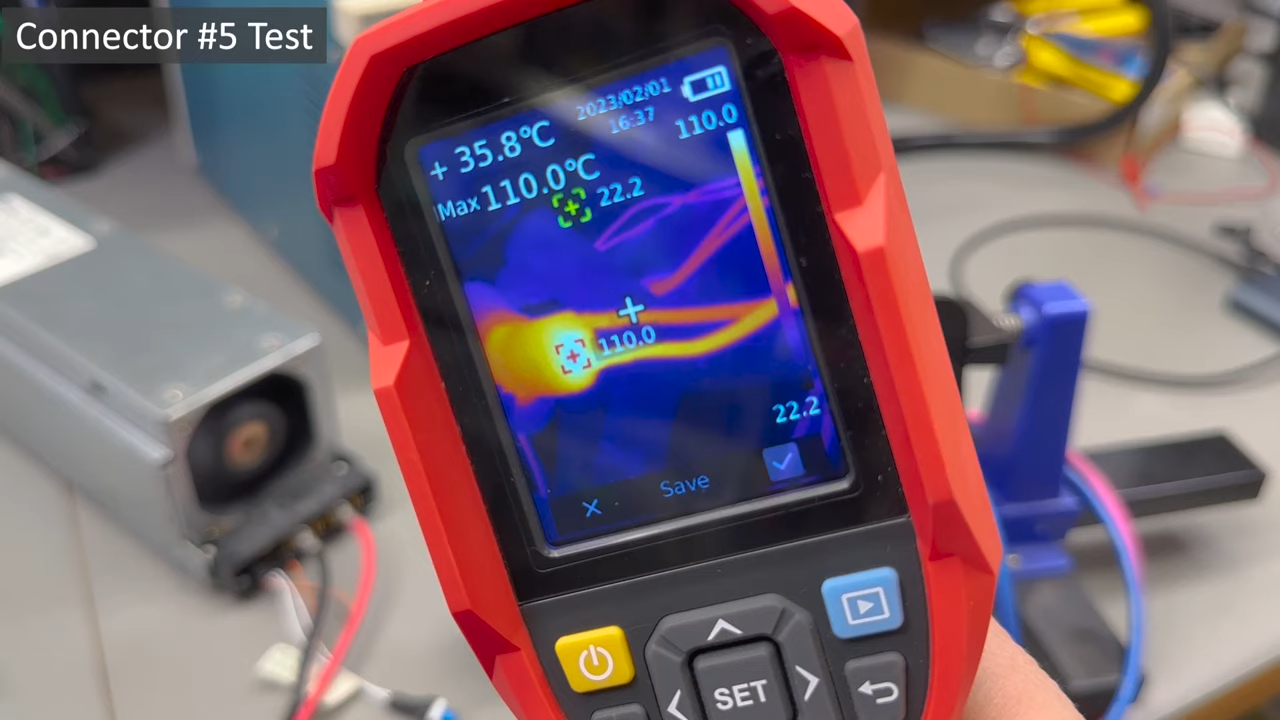 Connector #5 Test
2023/02/01
16:37
+ 35.8°C
110.0
Max 110.0°C
22.2
110.0
22.2
Save
SET